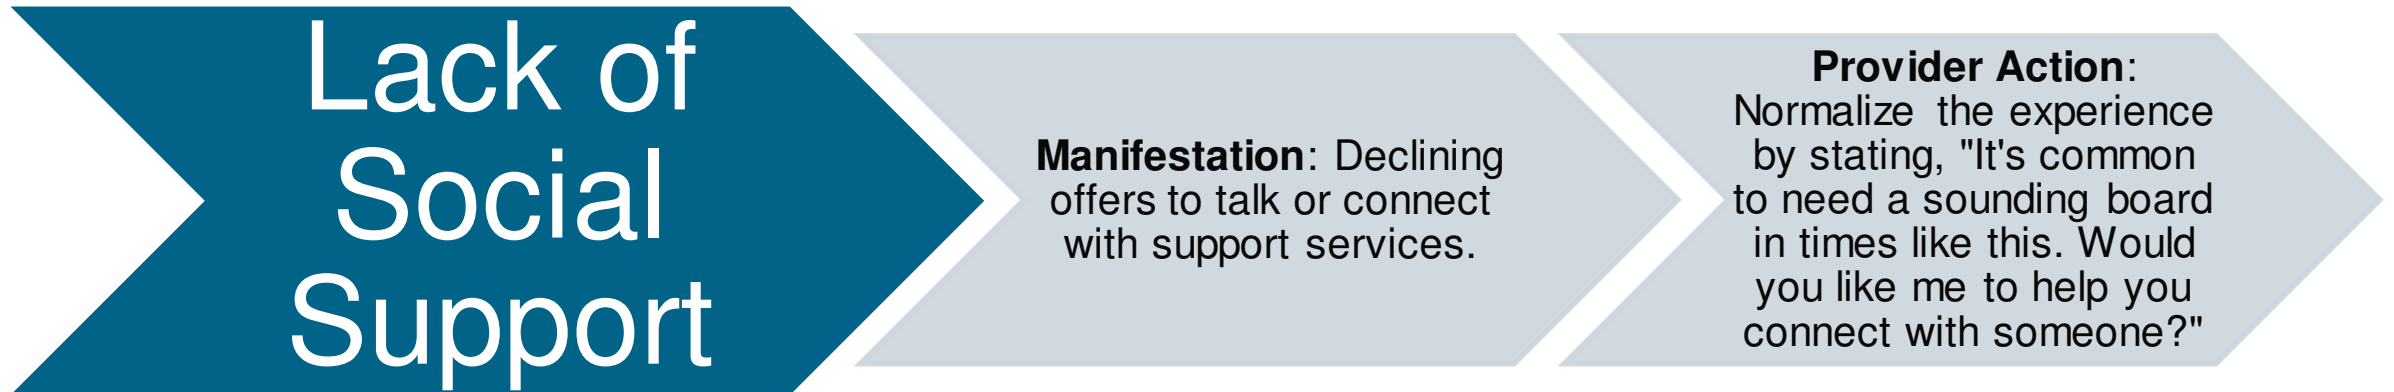 Lack of
Social
Support
Manifestation: Declining
offers to talk or connect
with support services.
Provider Action:
Normalize  the experience
by stating, "It's common
to need a sounding board
in times like this. Would
you like me to help you
connect with someone?"